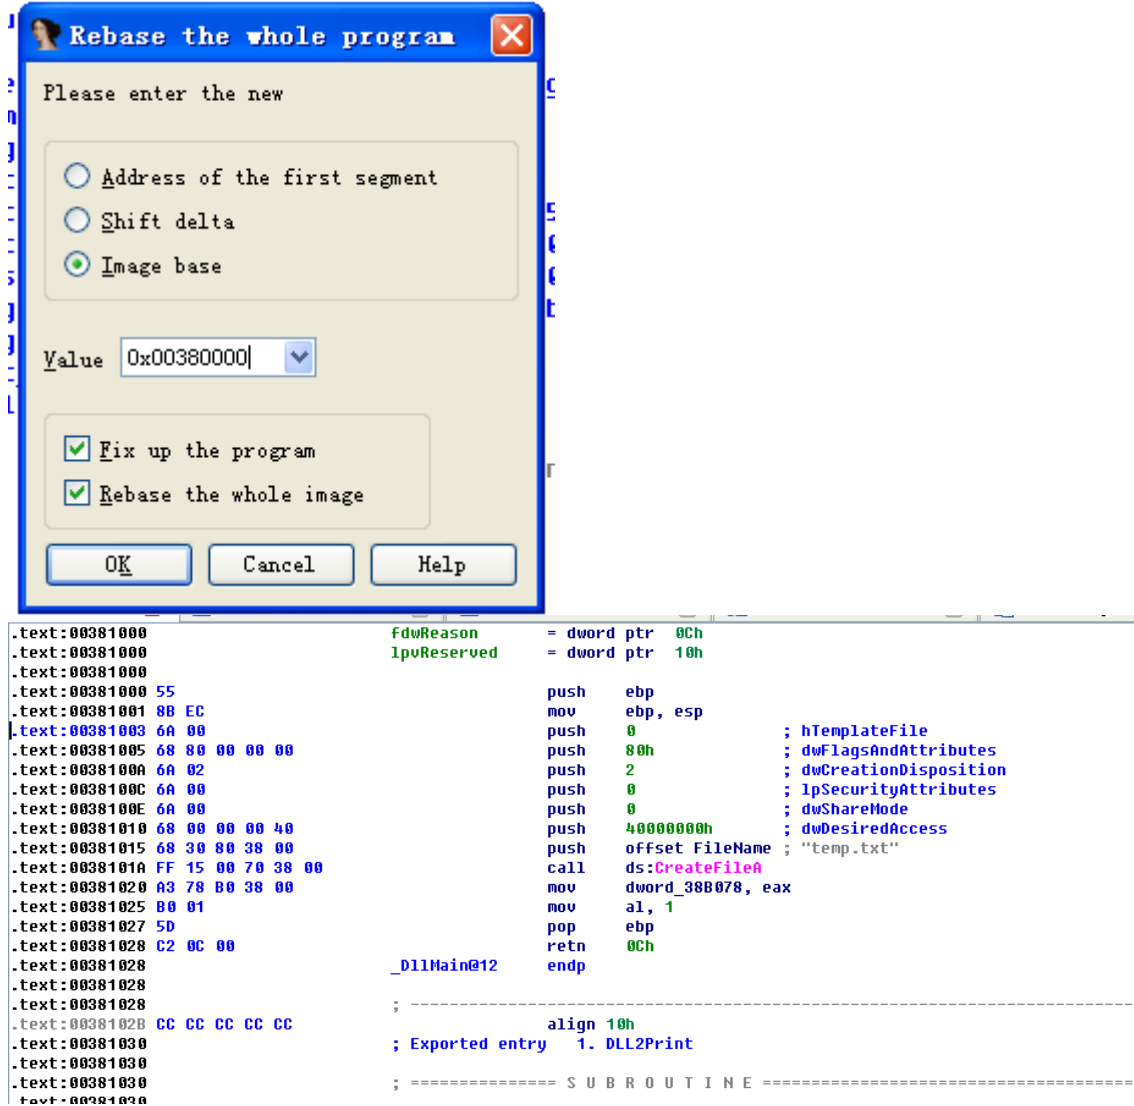 Rebase the whole program
Please enter the new
Address of the first segment
Shift delta
Image base
Value 0x00380000
Fix up the program
Rebase the whole image
OK Cancel Help
.text:00381000 fdwReason = dword ptr 0Ch
.text:00381000 lpvReserved = dword ptr 10h
.text:00381000
.text:00381000 55 push ebp
.text:00381001 8B EC mov ebp, esp
.text:00381003 6A 00 push 0 ; hTemplateFile
.text:00381005 68 80 00 00 00 push 80h ; dwFlagsAndAttributes
.text:0038100A 6A 02 push 2 ; dwCreationDisposition
.text:0038100C 6A 00 push 0 ; lpSecurityAttributes
.text:0038100E 6A 00 push 0 ; dwShareMode
.text:00381010 68 00 00 00 40 push 40000000h ; dwDesiredAccess
.text:00381015 68 30 80 38 00 push offset FileName ; "temp.txt"
.text:0038101A FF 15 00 70 38 00 call ds:CreateFileA
.text:00381020 A3 78 B0 38 00 mov dword_38B078, eax
.text:00381025 B0 01 mov al, 1
.text:00381027 5D pop ebp
.text:00381028 C2 0C 00 retn 0Ch
.text:00381028 _DllMain@12 endp
.text:00381028
.text:00381028 ; ---------------------------------------------------------------------------
.text:0038102B CC CC CC CC CC align 10h
.text:00381030 ; Exported entry 1. DLL2Print
.text:00381030
.text:00381030 ; =============== S U B R O U T I N E =======================================
.text:00381030